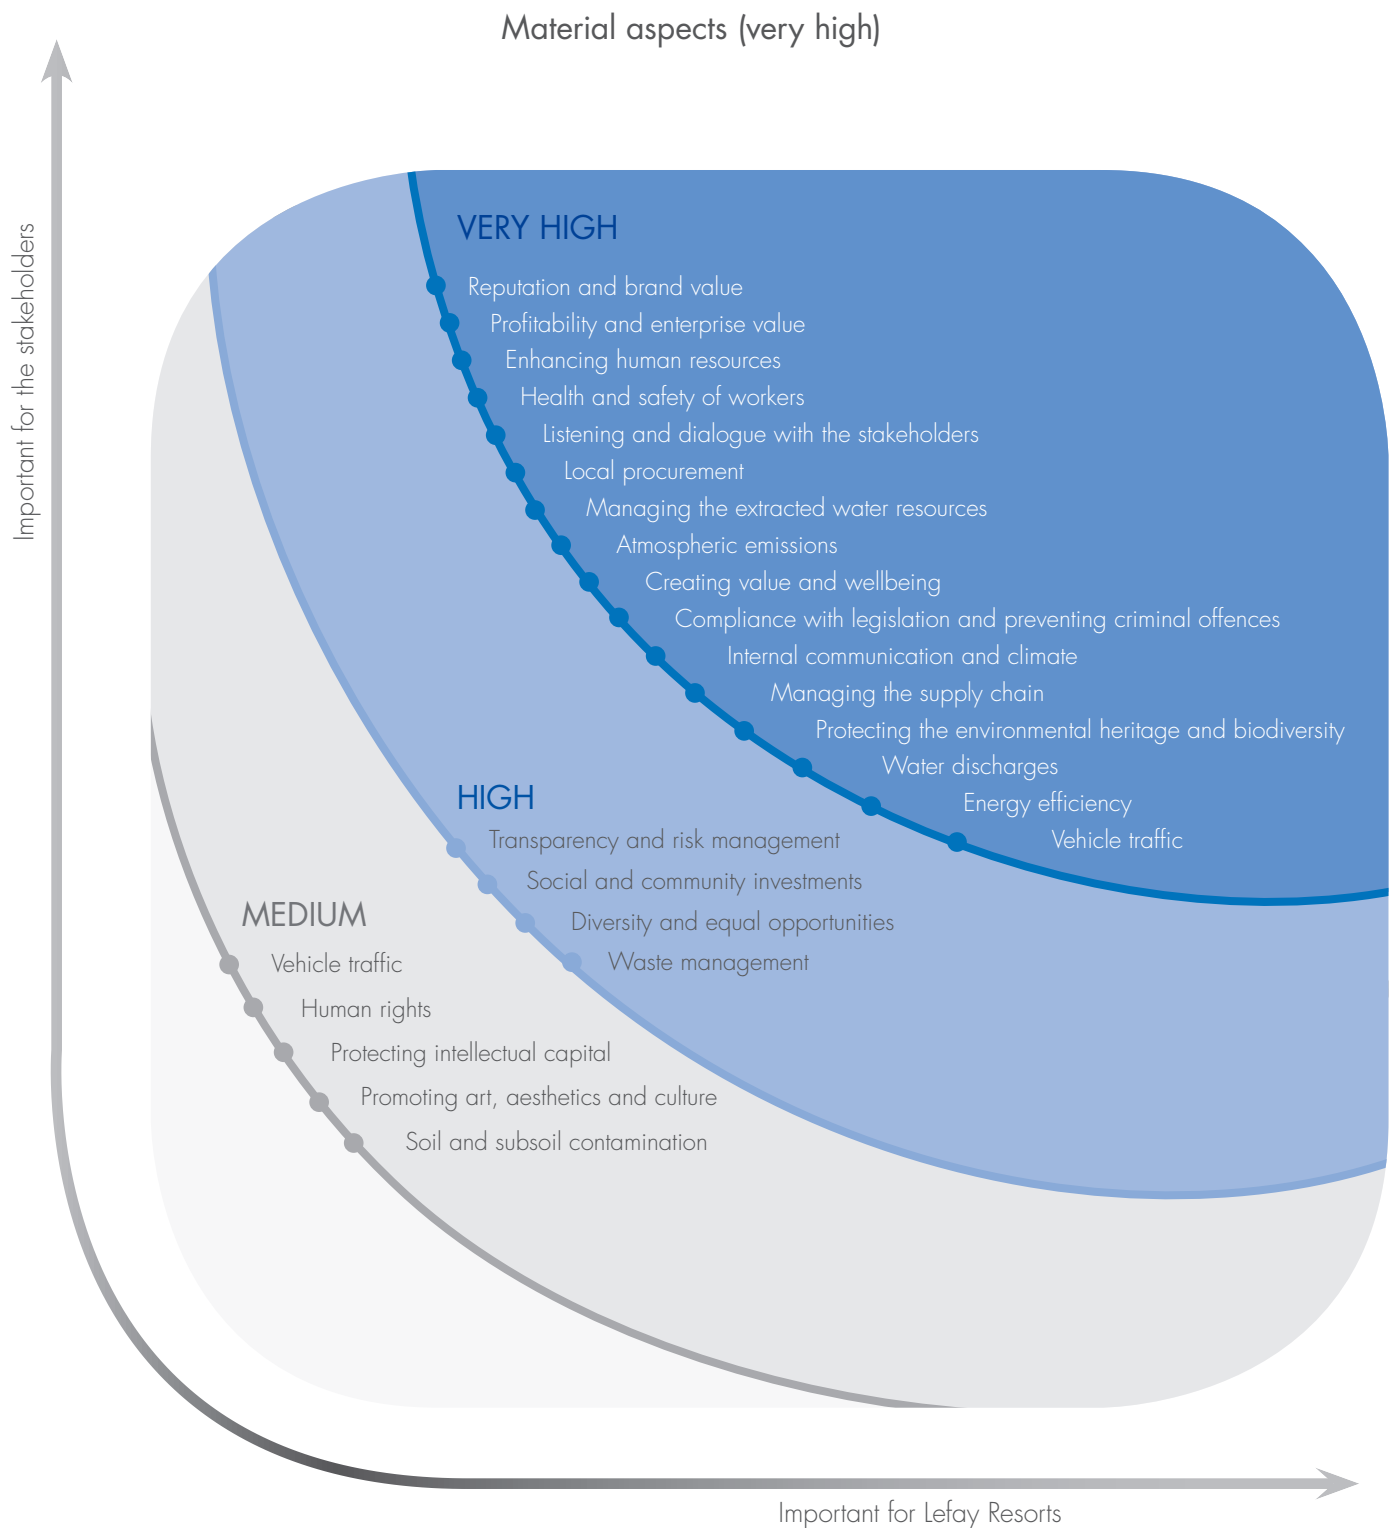 Material aspects (very high)
Important for the stakeholders
VERY HIGH
Reputation and brand value
Profitability and enterprise value
Enhancing human resources
Health and safety of workers
Listening and dialogue with the stakeholders
Local procurement
Managing the extracted water resources
Atmospheric emissions
Creating value and wellbeing
Compliance with legislation and preventing criminal offences
Internal communication and climate
Managing the supply chain
Protecting the environmental heritage and biodiversity
Water discharges
Energy efficiency
Vehicle traffic
HIGH
Transparency and risk management
Social and community investments
Diversity and equal opportunities
Waste management
MEDIUM
Vehicle traffic
Human rights
Protecting intellectual capital
Promoting art, aesthetics and culture
Soil and subsoil contamination
Important for Lefay Resorts